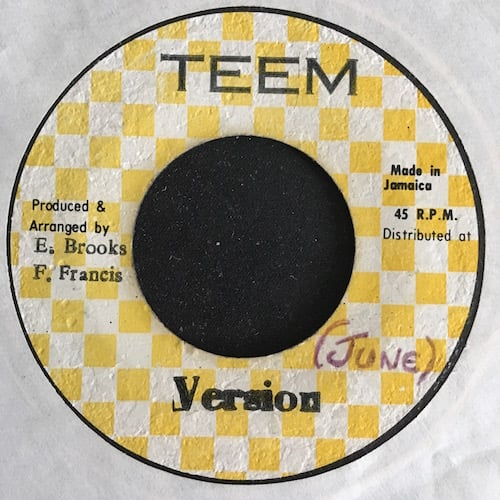 TEEM
Made in
Jamaica
Produced &
Arranged by
E. Brooks
F. Francis
45 R.P.M.
Distributed at
(JUNE)
Version